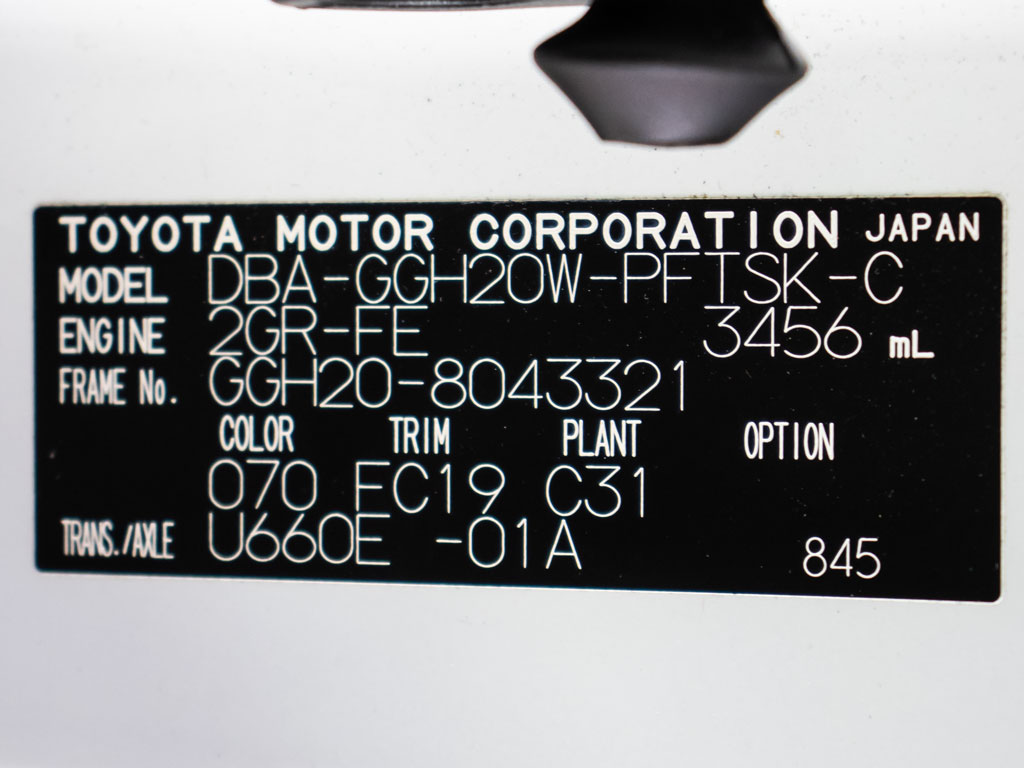 TOYOTA MOTOR CORPORATION JAPAN
MODEL DBA-GGH20W-PFTSK-C
ENGINE 2GR-FE 3456 mL
FRAME No. GGH20-8043321
COLOR TRIM PLANT OPTION
070 FC19 C31
TRANS./AXLE U660E -01A 845